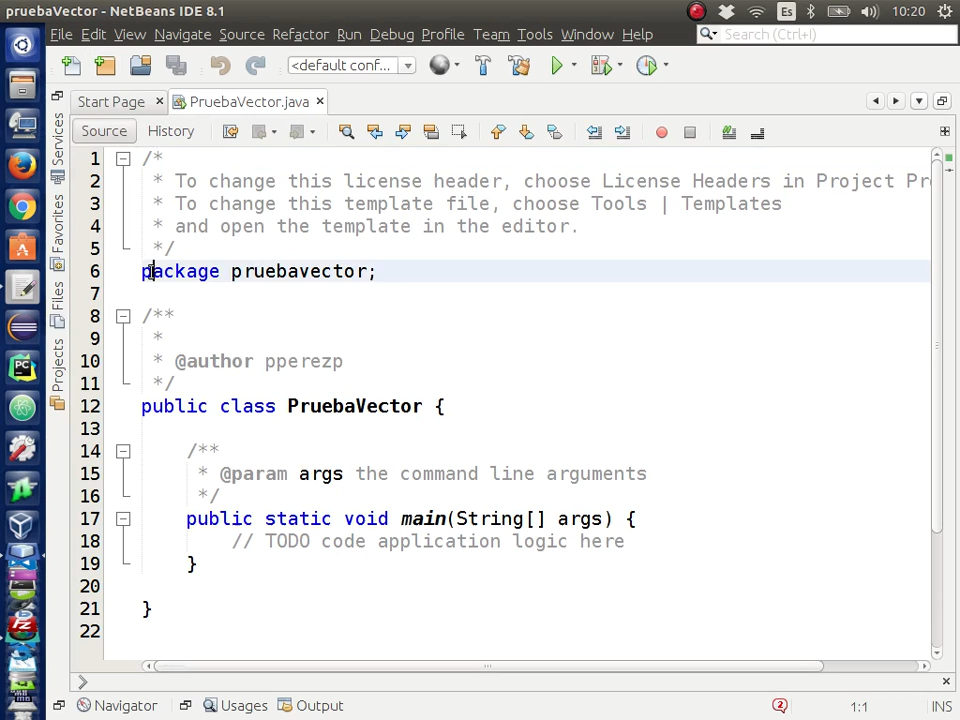 pruebaVector - NetBeans IDE 8.1
Es
10:20
File Edit View Navigate Source Refactor Run Debug Profile Team Tools Window Help
Search (Ctrl+I)
<default conf...
Start Page
PruebaVector.java
Source History
Services
Favorites
Files
Projects
1 /*
2 * To change this license header, choose License Headers in Project Pro
3 * To change this template file, choose Tools | Templates
4 * and open the template in the editor.
5 */
6 package pruebavector;
7
8 /**
9 *
10 * @author pperezp
11 */
12 public class PruebaVector {
13
14 /**
15 * @param args the command line arguments
16 */
17 public static void main(String[] args) {
18 // TODO code application logic here
19 }
20
21 }
22
Navigator
Usages
Output
2
1:1
INS